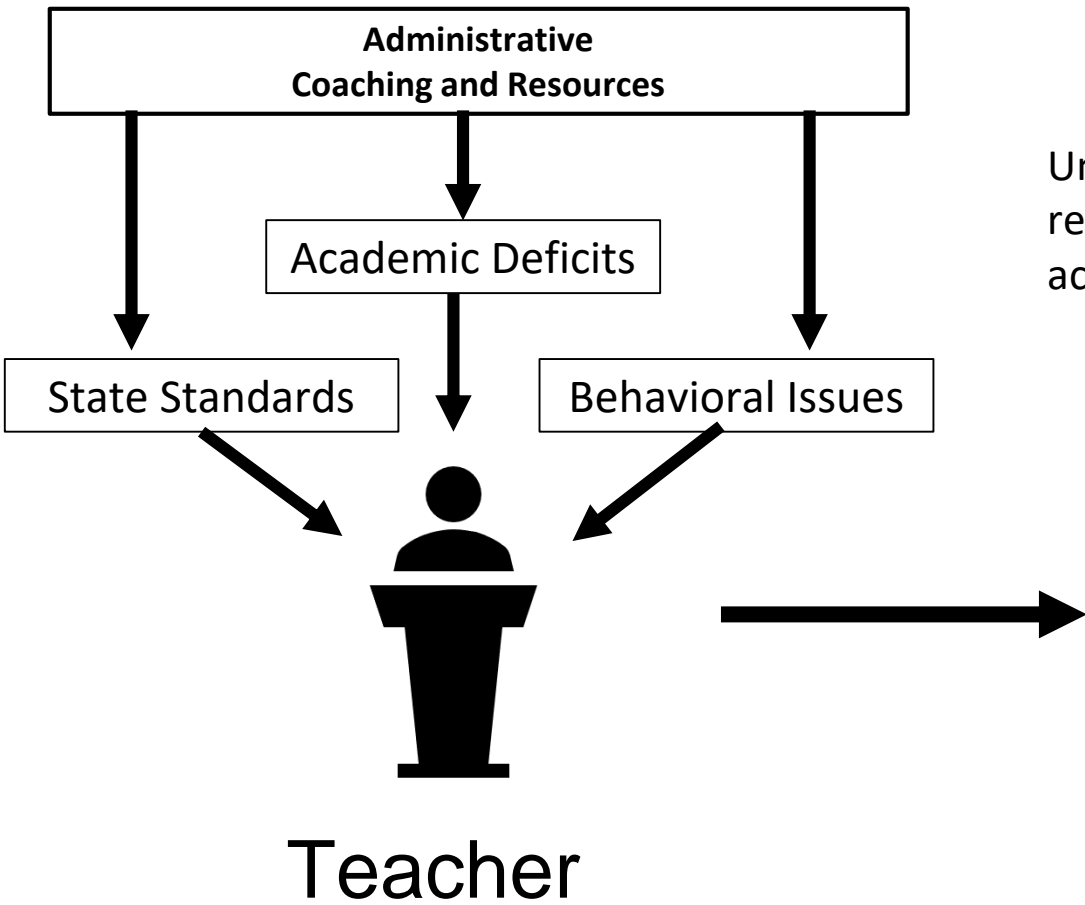 Administrative
Coaching and Resources
Academic Deficits
State Standards
Behavioral Issues
Teacher